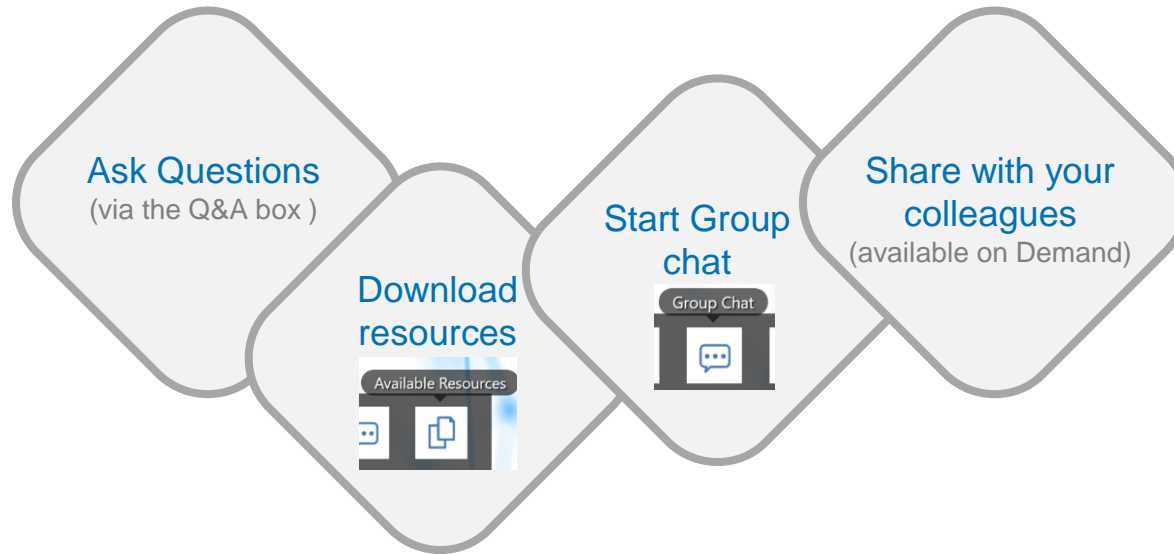 Ask Questions
(via the Q&A box )
Download
resources
Available Resources
Start Group
chat
Group Chat
Share with your
colleagues
(available on Demand)